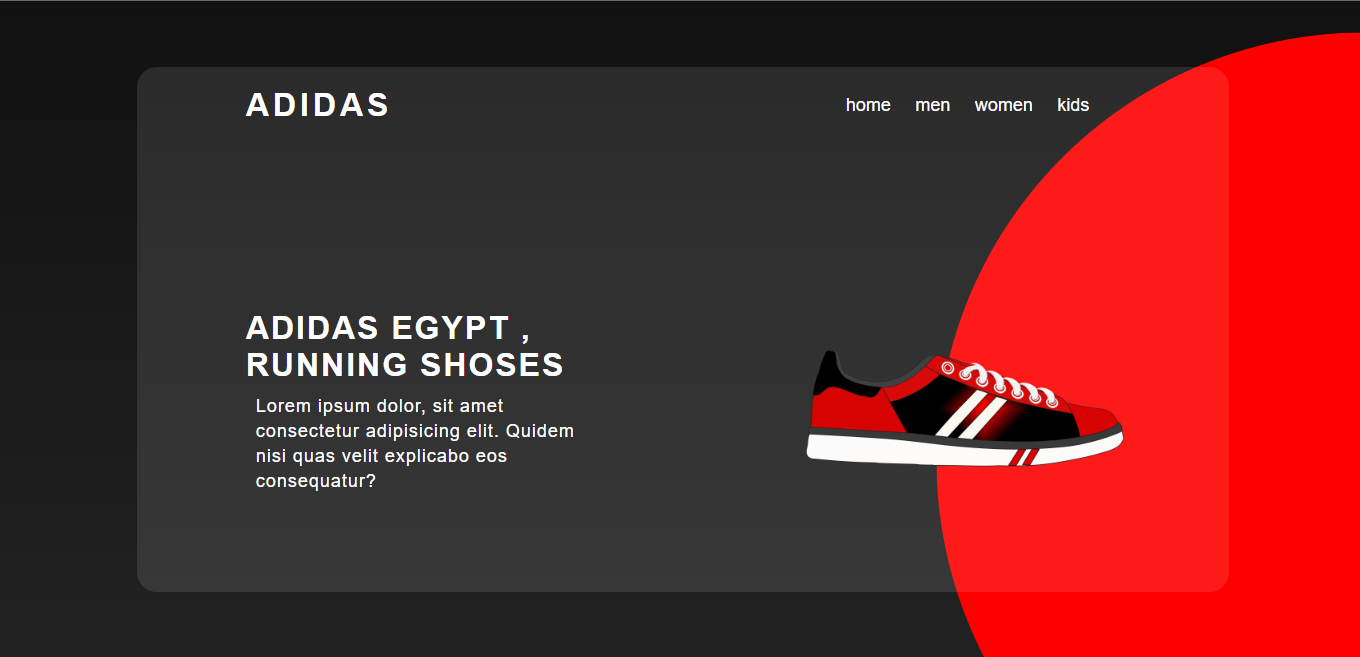 ADIDAS
home men women kids
ADIDAS EGYPT ,
RUNNING SHOSES
Lorem ipsum dolor, sit amet
consectetur adipisicing elit. Quidem
nisi quas velit explicabo eos
consequatur?